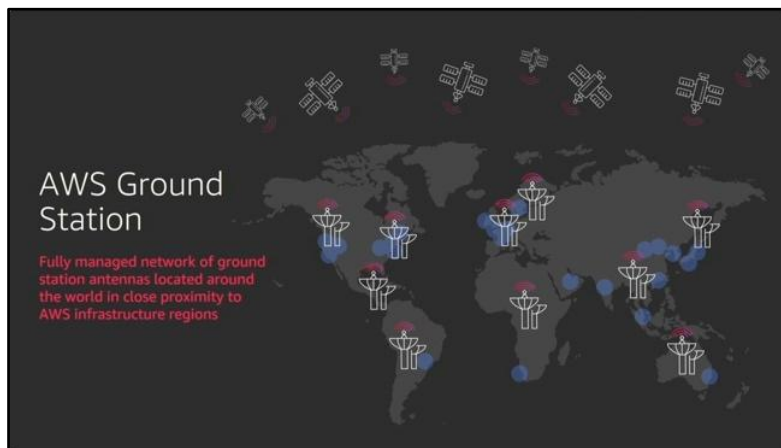 AWS Ground
Station
Fully managed network of ground
station antennas located around
the world in close proximity to
AWS infrastructure regions